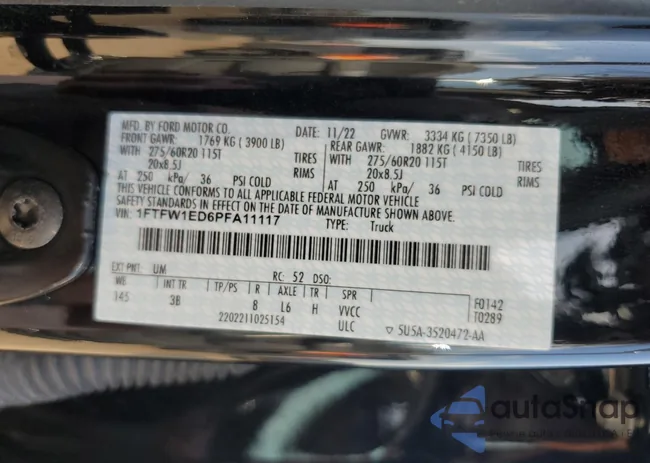 MFD. BY FORD MOTOR CO. 11/22 GVWR: 3334 KG ( 7350 LB)
FRONT GAWR: 1769 KG ( 3900 LB) REAR GAWR: 1882 KG ( 4150 LB)
WITH 275/60R20 115T TIRES WITH 275/60R20 115T TIRES
20x8.5J RIMS 20x8.5J RIMS
AT 250 kPa/ 36 PSI COLD AT 250 kPa/ 36 PSI COLD
THIS VEHICLE CONFORMS TO ALL APPLICABLE FEDERAL MOTOR VEHICLE
SAFETY STANDARDS IN EFFECT ON THE DATE OF MANUFACTURE SHOWN ABOVE.
VIN: 1FTFW1ED6PFA11117 TYPE: Truck
EXT PNT: UM RC: 52 DSO:
WB INT TR TP/PS R AXLE TR SPR F0142
145 3B 8 L6 H VVCC T0289
2202211025154 ULC ▽ 5U5A-3520472-AA
autoSnap